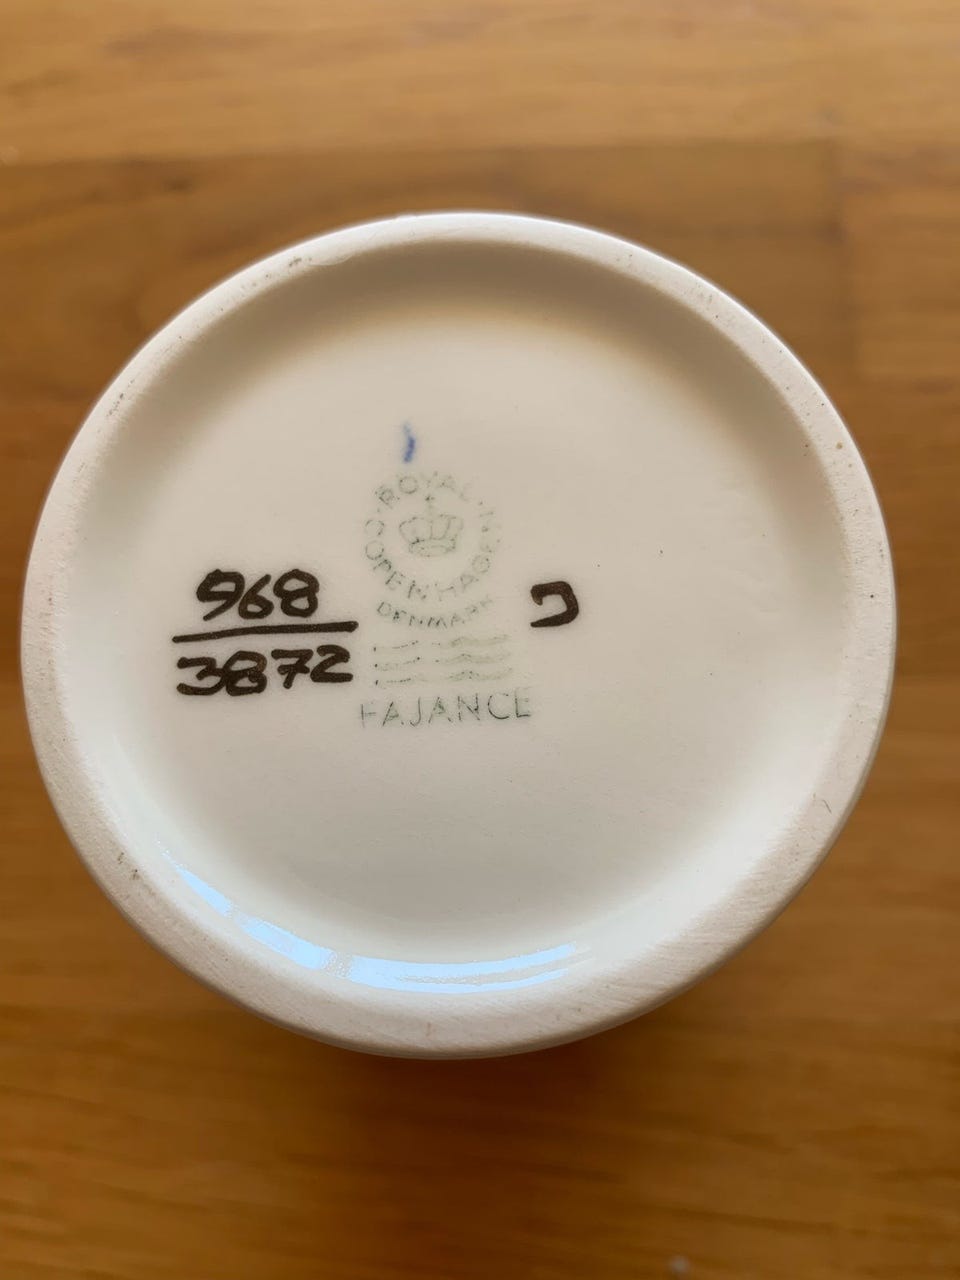 ROYAL
COPENHAGEN
DENMARK
968
3872
FAJANCE